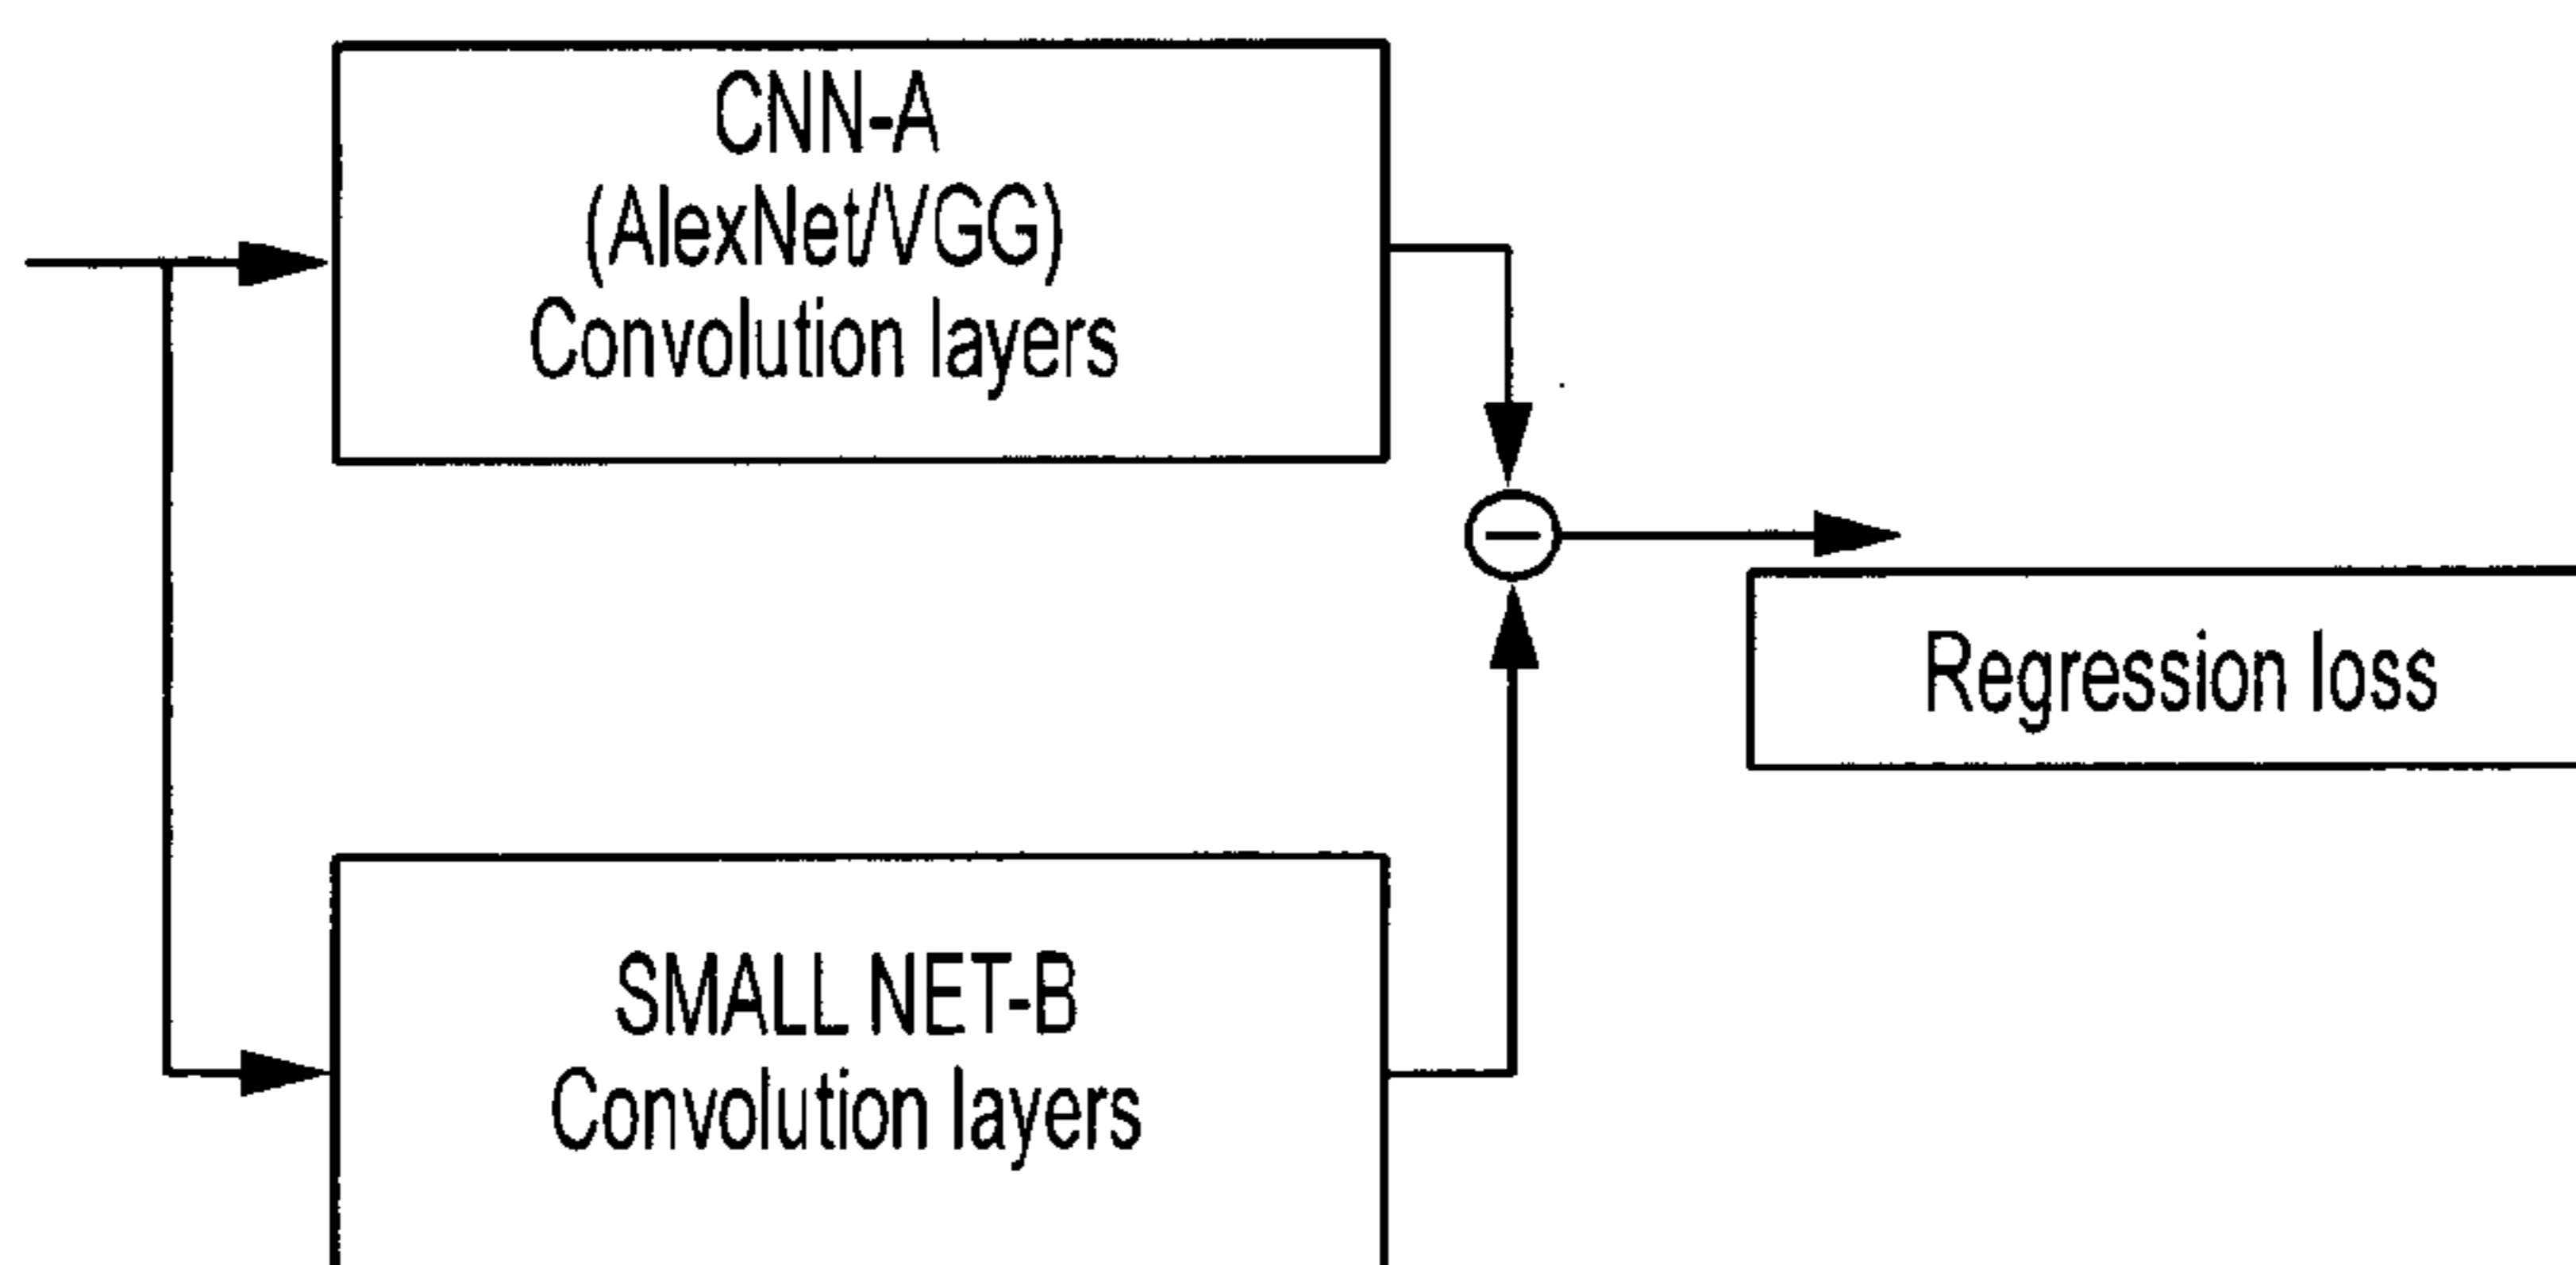 CNN-A
(AlexNet/VGG)
Convolution layers
Regression loss
SMALL NET-B
Convolution layers